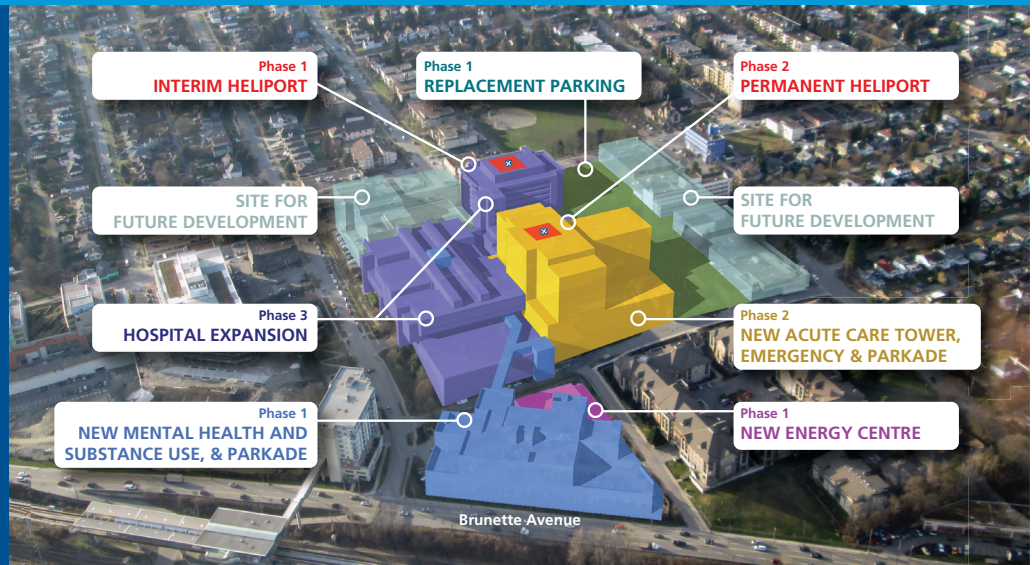 Phase 1
INTERIM HELIPORT
Phase 1
REPLACEMENT PARKING
Phase 2
PERMANENT HELIPORT
SITE FOR
FUTURE DEVELOPMENT
SITE FOR
FUTURE DEVELOPMENT
Phase 3
HOSPITAL EXPANSION
Phase 2
NEW ACUTE CARE TOWER,
EMERGENCY & PARKADE
Phase 1
NEW MENTAL HEALTH AND
SUBSTANCE USE, & PARKADE
Phase 1
NEW ENERGY CENTRE
Brunette Avenue